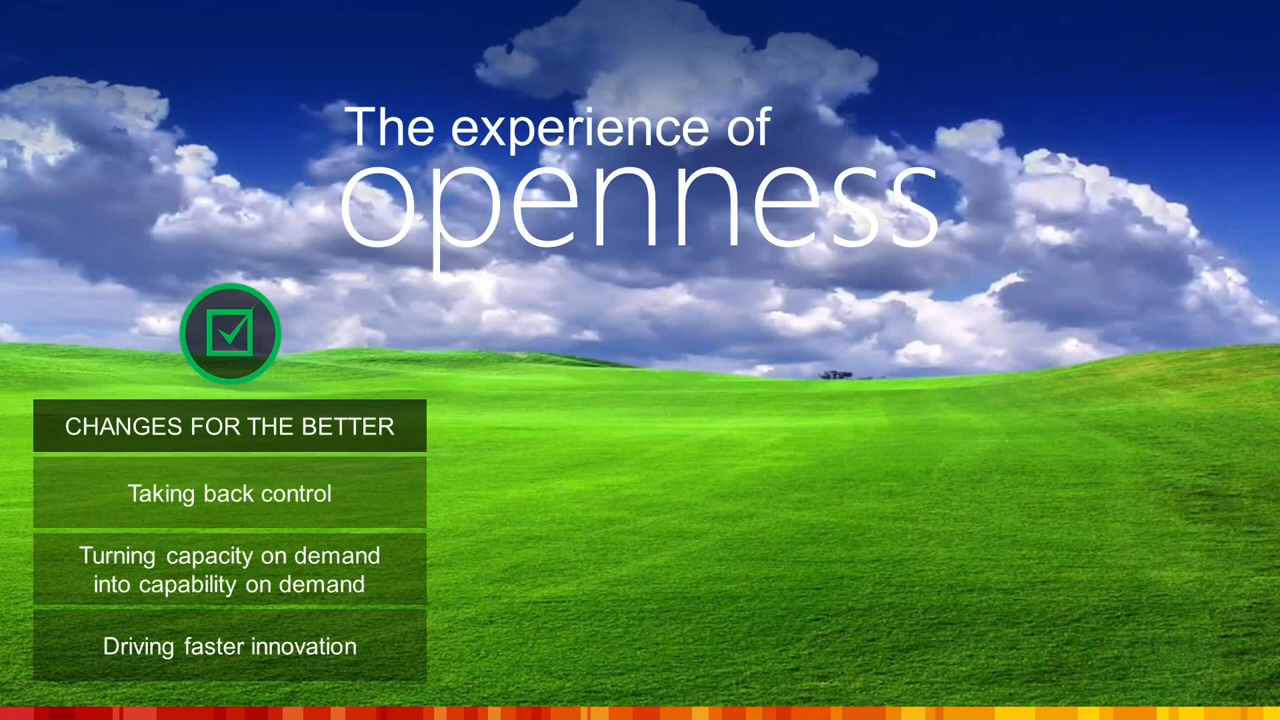 The experience of
openness
CHANGES FOR THE BETTER
Taking back control
Turning capacity on demand
into capability on demand
Driving faster innovation